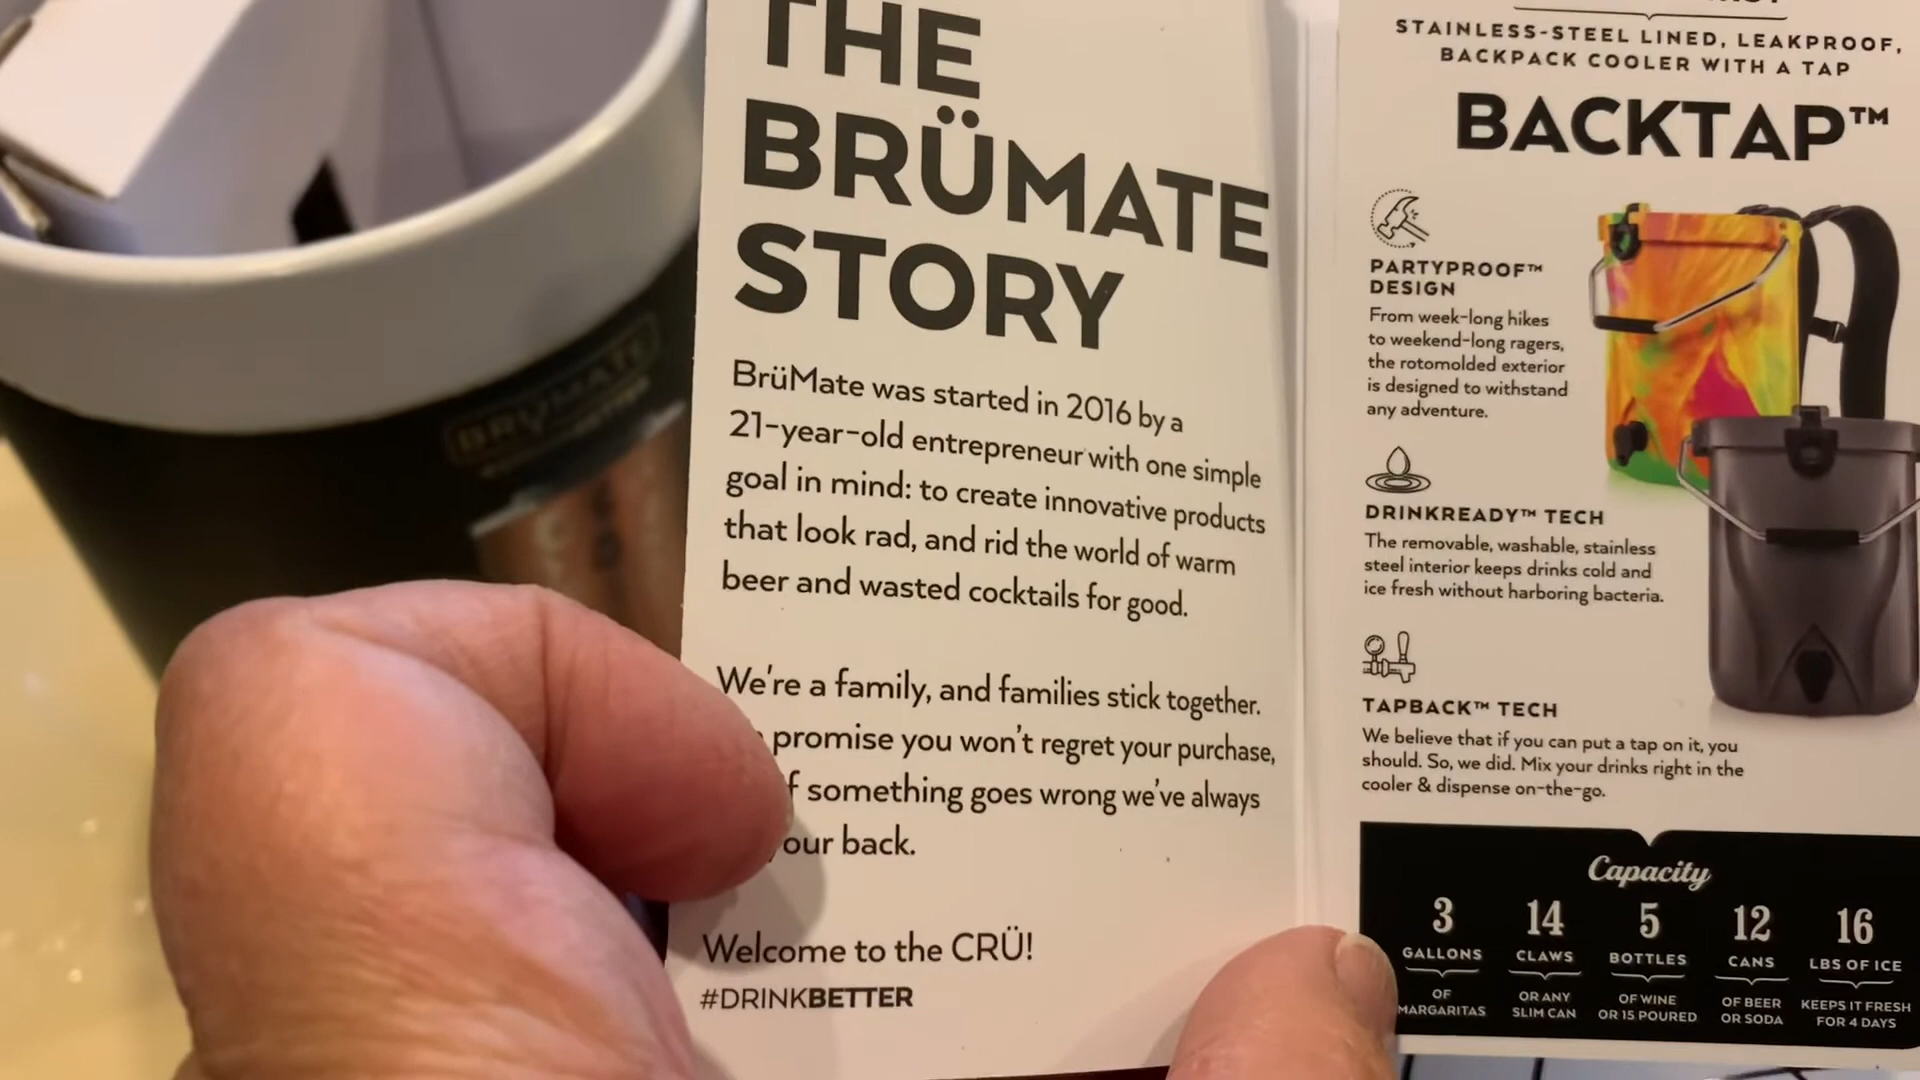 THE
BRÜMATE
STORY
BrüMate was started in 2016 by a
21-year-old entrepreneur with one simple
goal in mind: to create innovative products
that look rad, and rid the world of warm
beer and wasted cocktails for good.
We're a family, and families stick together.
promise you won't regret your purchase,
something goes wrong we've always
our back.
Welcome to the CRÜ!
#DRINKBETTER
STAINLESS-STEEL LINED, LEAKPROOF,
BACKPACK COOLER WITH A TAP
BACKTAP™
PARTYPROOF™
DESIGN
From week-long hikes
to weekend-long ragers,
the rotomolded exterior
is designed to withstand
any adventure.
DRINKREADY™ TECH
The removable, washable, stainless
steel interior keeps drinks cold and
ice fresh without harboring bacteria.
TAPBACK™ TECH
We believe that if you can put a tap on it, you
should. So, we did. Mix your drinks right in the
cooler & dispense on-the-go.
Capacity
3 14 5 12 16
GALLONS CLAWS BOTTLES CANS LBS OF ICE
OF OR ANY OF WINE OF BEER KEEPS IT FRESH
MARGARITAS SLIM CAN OR 15 POURED OR SODA FOR 4 DAYS
BRÜMATE